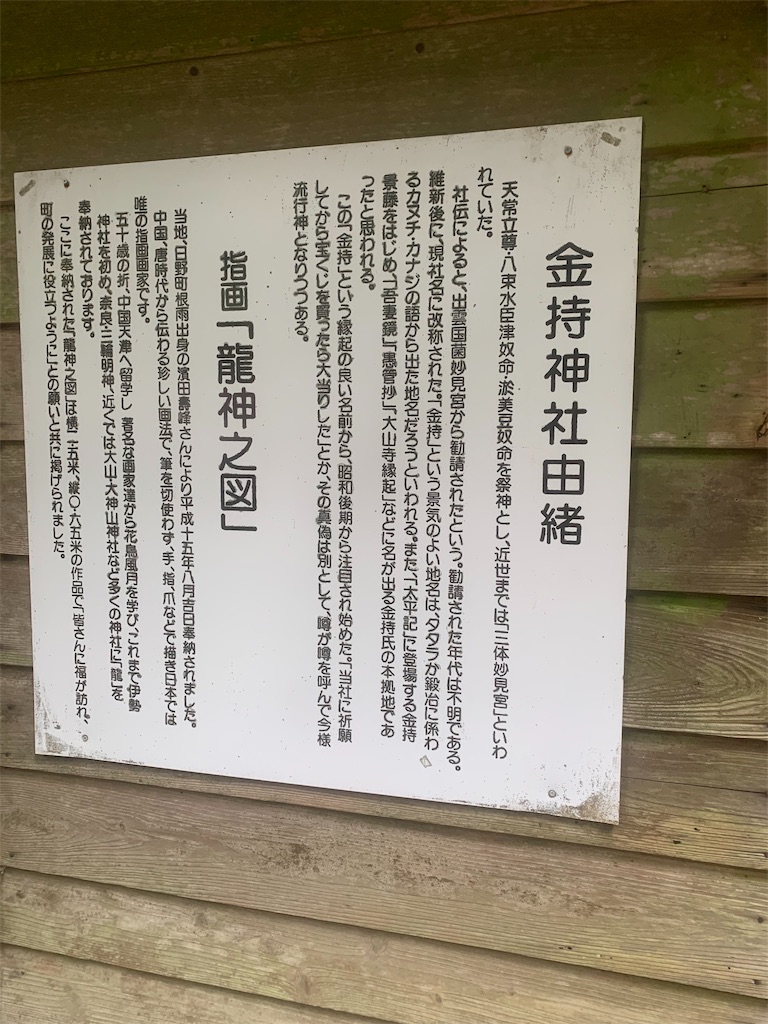 金持神社由緒
天常立尊・八束水臣津奴命・淤美豆奴命を祭神とし、近世までは「三体妙見宮」といわ
れていた。
社伝によると、出雲国薗妙見宮から勧請されたという。勧請された年代は不明である。
維新後に、現社名に改称された。「金持」という景気のよい地名は、タタラか鍛冶に係わ
るカヌチ・カナジの語から出た地名だろうといわれる。また、「太平記」に登場する金持
景藤をはじめ、「吾妻鏡」、「愚管抄」、「大山寺縁起」などに名が出る金持氏の本拠地であ
ったと思われる。
この「金持」という縁起の良い名前から、昭和後期から注目され始めた。「当社に祈願
してから宝くじを買ったら大当りした」とか、その真偽は別として、噂が噂を呼んで今様
流行神となりつつある。
指画「龍神之図」
当地、日野町根雨出身の濱田壽峰さんにより平成十五年八月吉日奉納されました。
中国、唐時代から伝わる珍しい画法で、筆を一切使わず、手、指、爪などで描き日本では
唯一の指画画家です。
五十歳の折、中国天津へ留学し 著名な画家達から花鳥風月を学び、これまで伊勢
神社を初め、奈良・三輪明神、近くでは大山・大神山神社など多くの神社に「龍」を
奉納されております。
ここに奉納された「龍神之図」は横一・五米、縦〇・六五米の作品で「皆さんに福が訪れ、
町の発展に役立つように」との願いと共に掲げられました。